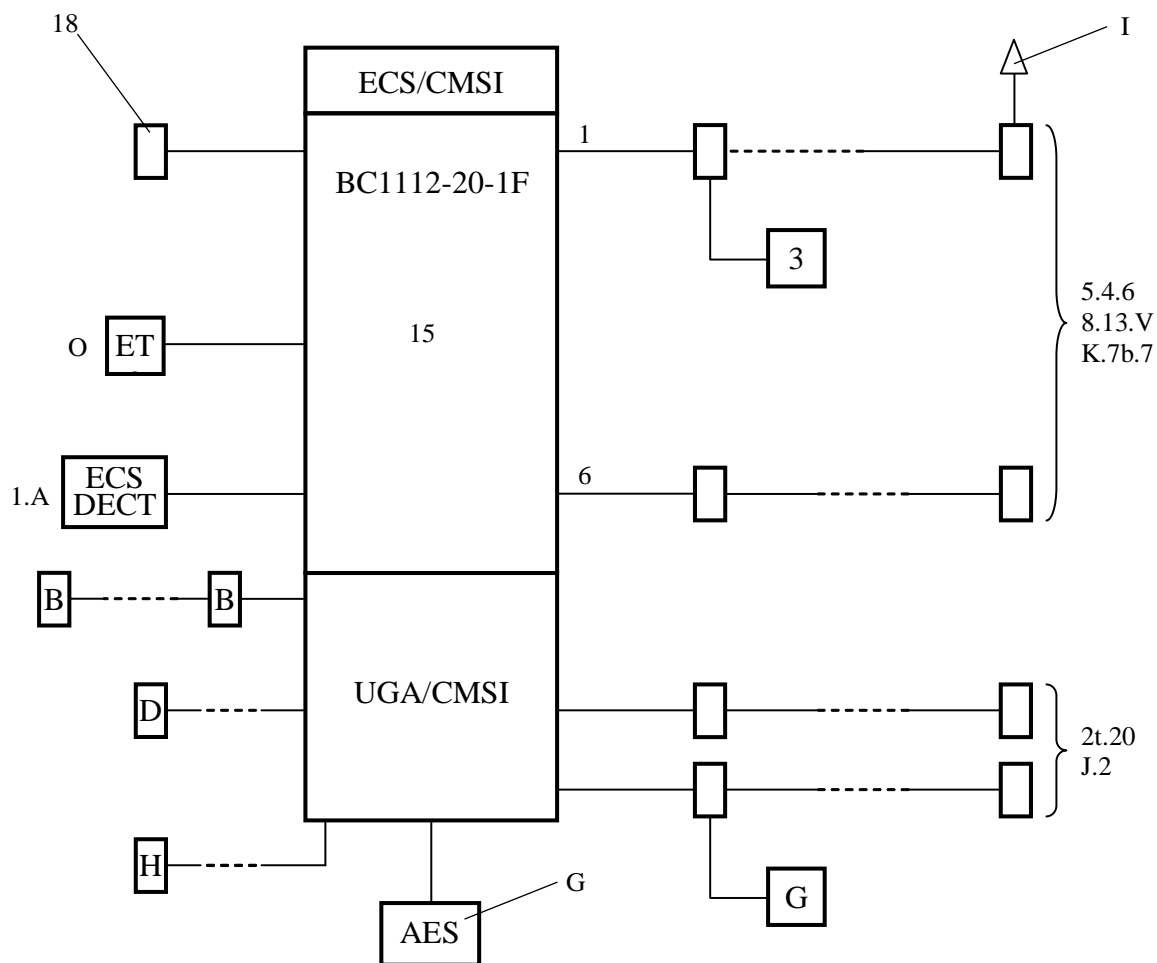 18
I
ECS/CMSI
1
BC1112-20-1F
3
5.4.6
8.13.V
K.7b.7
15
O
ET
1.A
ECS
DECT
6
B
B
UGA/CMSI
D
2t.20
J.2
H
G
G
AES